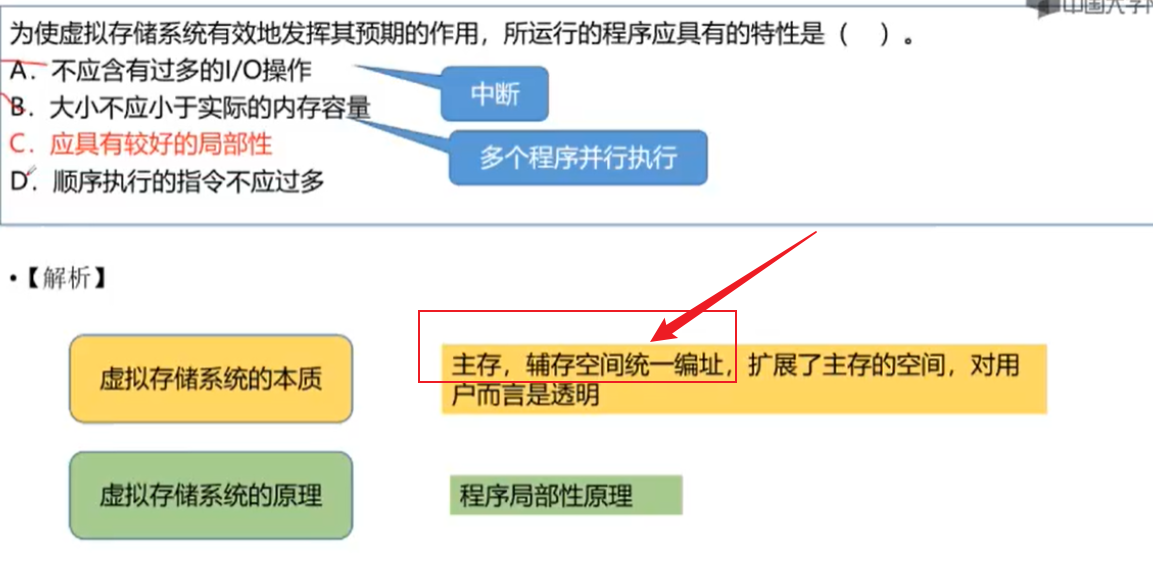 中国大学
为使虚拟存储系统有效地发挥其预期的作用，所运行的程序应具有的特性是（ ）。
A．不应含有过多的I/O操作
中断
B．大小不应小于实际的内存容量
C．应具有较好的局部性
多个程序并行执行
D．顺序执行的指令不应过多
•【解析】
虚拟存储系统的本质
主存，辅存空间统一编址，扩展了主存的空间，对用
户而言是透明
虚拟存储系统的原理
程序局部性原理